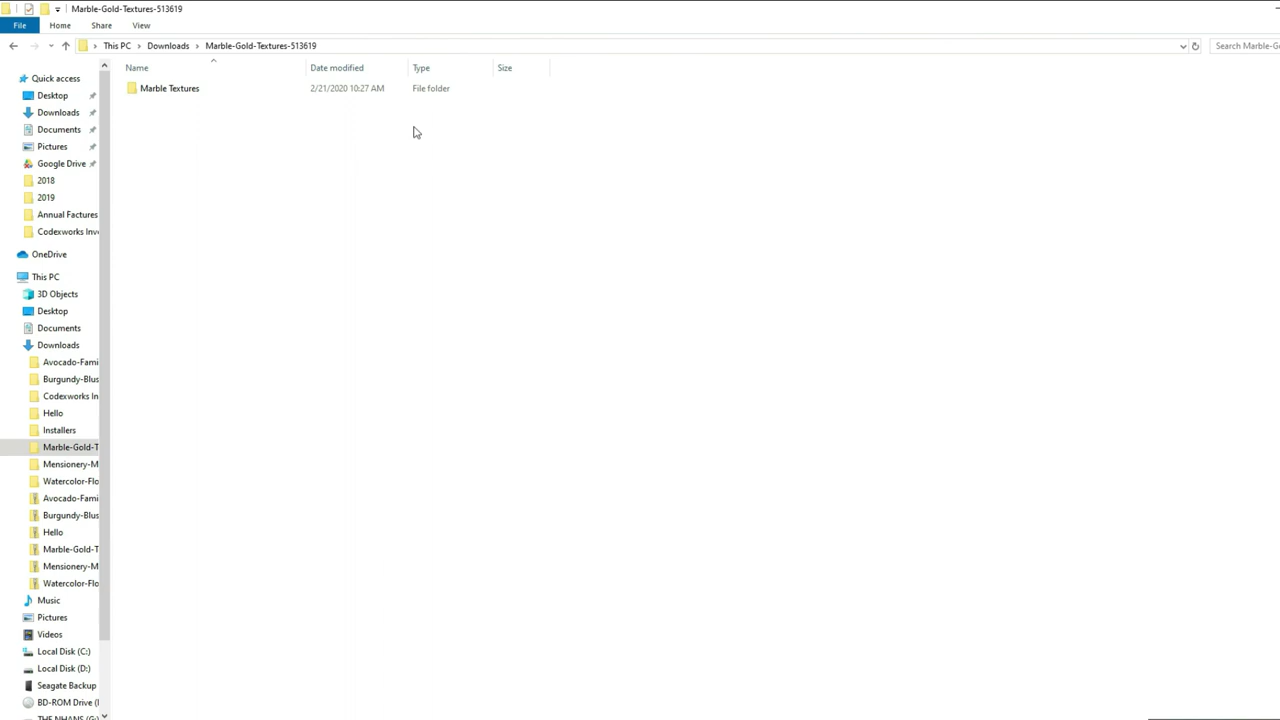 Marble-Gold-Textures-513619
File Home Share View
This PC Downloads Marble-Gold-Textures-513619 Search Marble-G
Name Date modified Type Size
Marble Textures 2/21/2020 10:27 AM File folder
Quick access
Desktop
Downloads
Documents
Pictures
Google Drive
2018
2019
Annual Factures
Codexworks Inv
OneDrive
This PC
3D Objects
Desktop
Documents
Downloads
Avocado-Fami
Burgundy-Blus
Codexworks In
Hello
Installers
Marble-Gold-T
Mensionery-M
Watercolor-Flo
Avocado-Fami
Burgundy-Blus
Hello
Marble-Gold-T
Mensionery-M
Watercolor-Flo
Music
Pictures
Videos
Local Disk (C:)
Local Disk (D:)
Seagate Backup
BD-ROM Drive (
THE NHANS (G:)